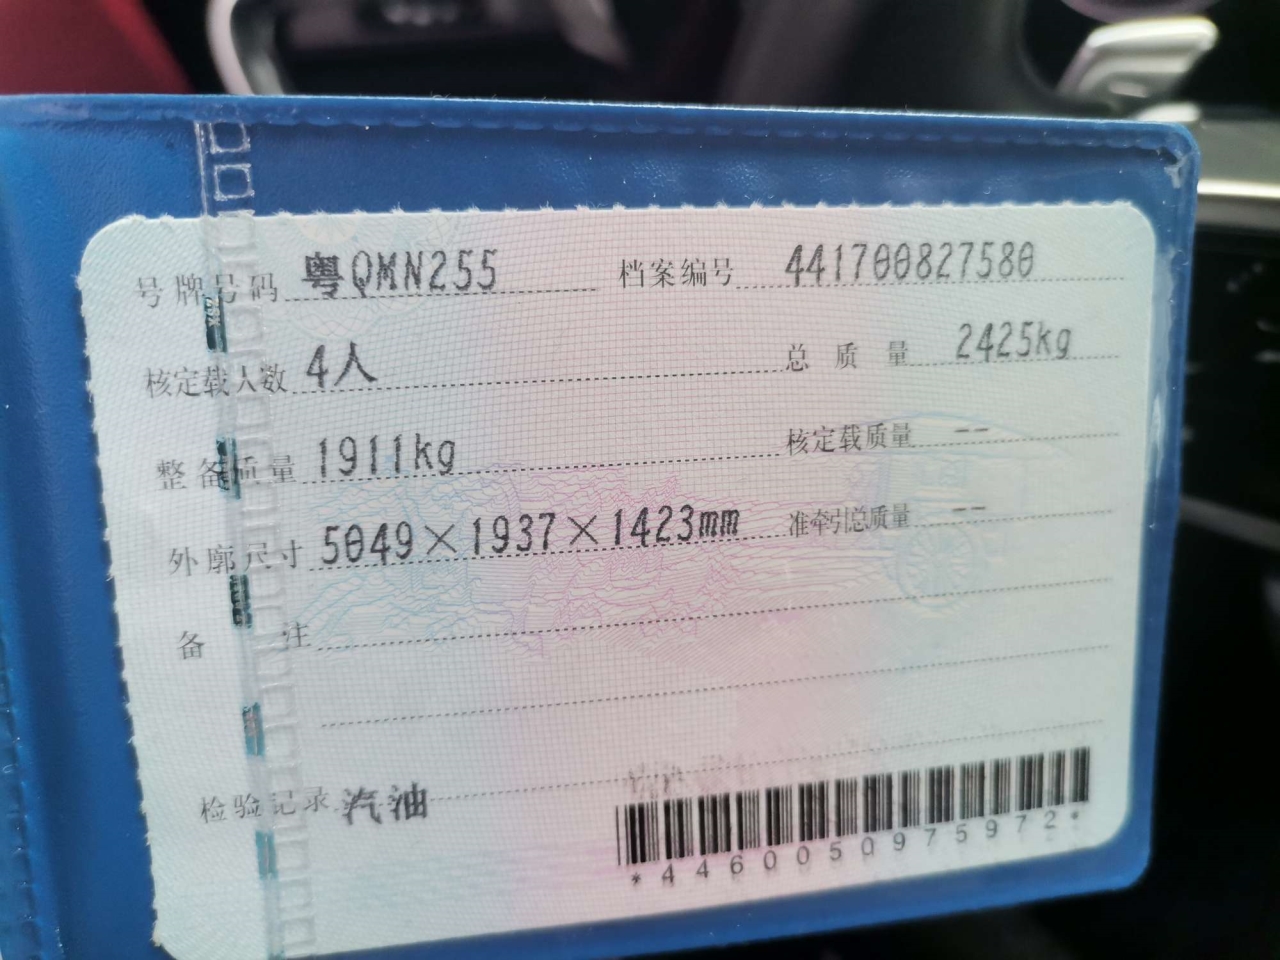 号牌号码 粤QMN255 档案编号 441700827580
核定载人数 4人 总质量 2425kg
整备质量 1911kg 核定载质量 --
外廓尺寸 5049×1937×1423mm 准牵引总质量 --
备注
检验记录 汽油
*4460050975972*